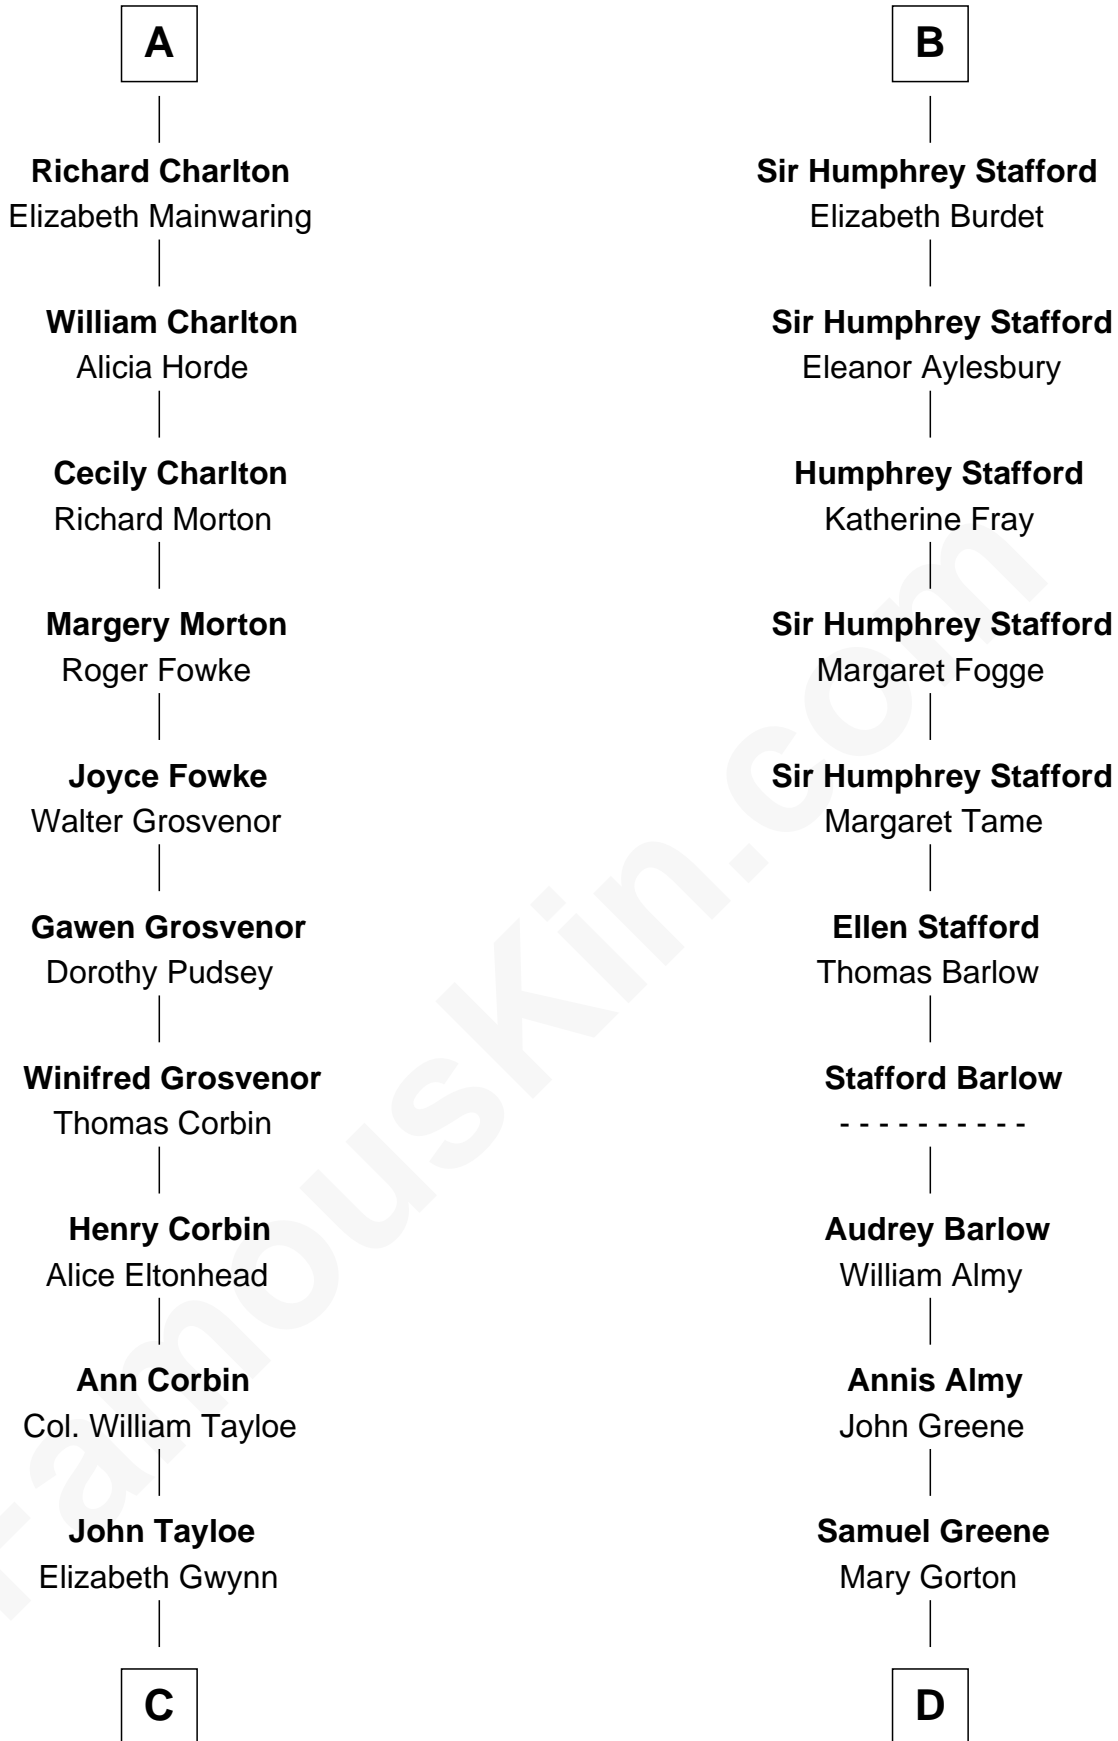 A
Richard Charlton
Elizabeth Mainwaring
William Charlton
Alicia Horde
Cecily Charlton
Richard Morton
Margery Morton
Roger Fowke
Joyce Fowke
Walter Grosvenor
Gawen Grosvenor
Dorothy Pudsey
Winifred Grosvenor
Thomas Corbin
Henry Corbin
Alice Eltonhead
Ann Corbin
Col. William Tayloe
John Tayloe
Elizabeth Gwynn
C
B
Sir Humphrey Stafford
Elizabeth Burdet
Sir Humphrey Stafford
Eleanor Aylesbury
Humphrey Stafford
Katherine Fray
Sir Humphrey Stafford
Margaret Fogge
Sir Humphrey Stafford
Margaret Tame
Ellen Stafford
Thomas Barlow
Stafford Barlow
- - - - - - - - - -
Audrey Barlow
William Almy
Annis Almy
John Greene
Samuel Greene
Mary Gorton
D
FamousKin.com